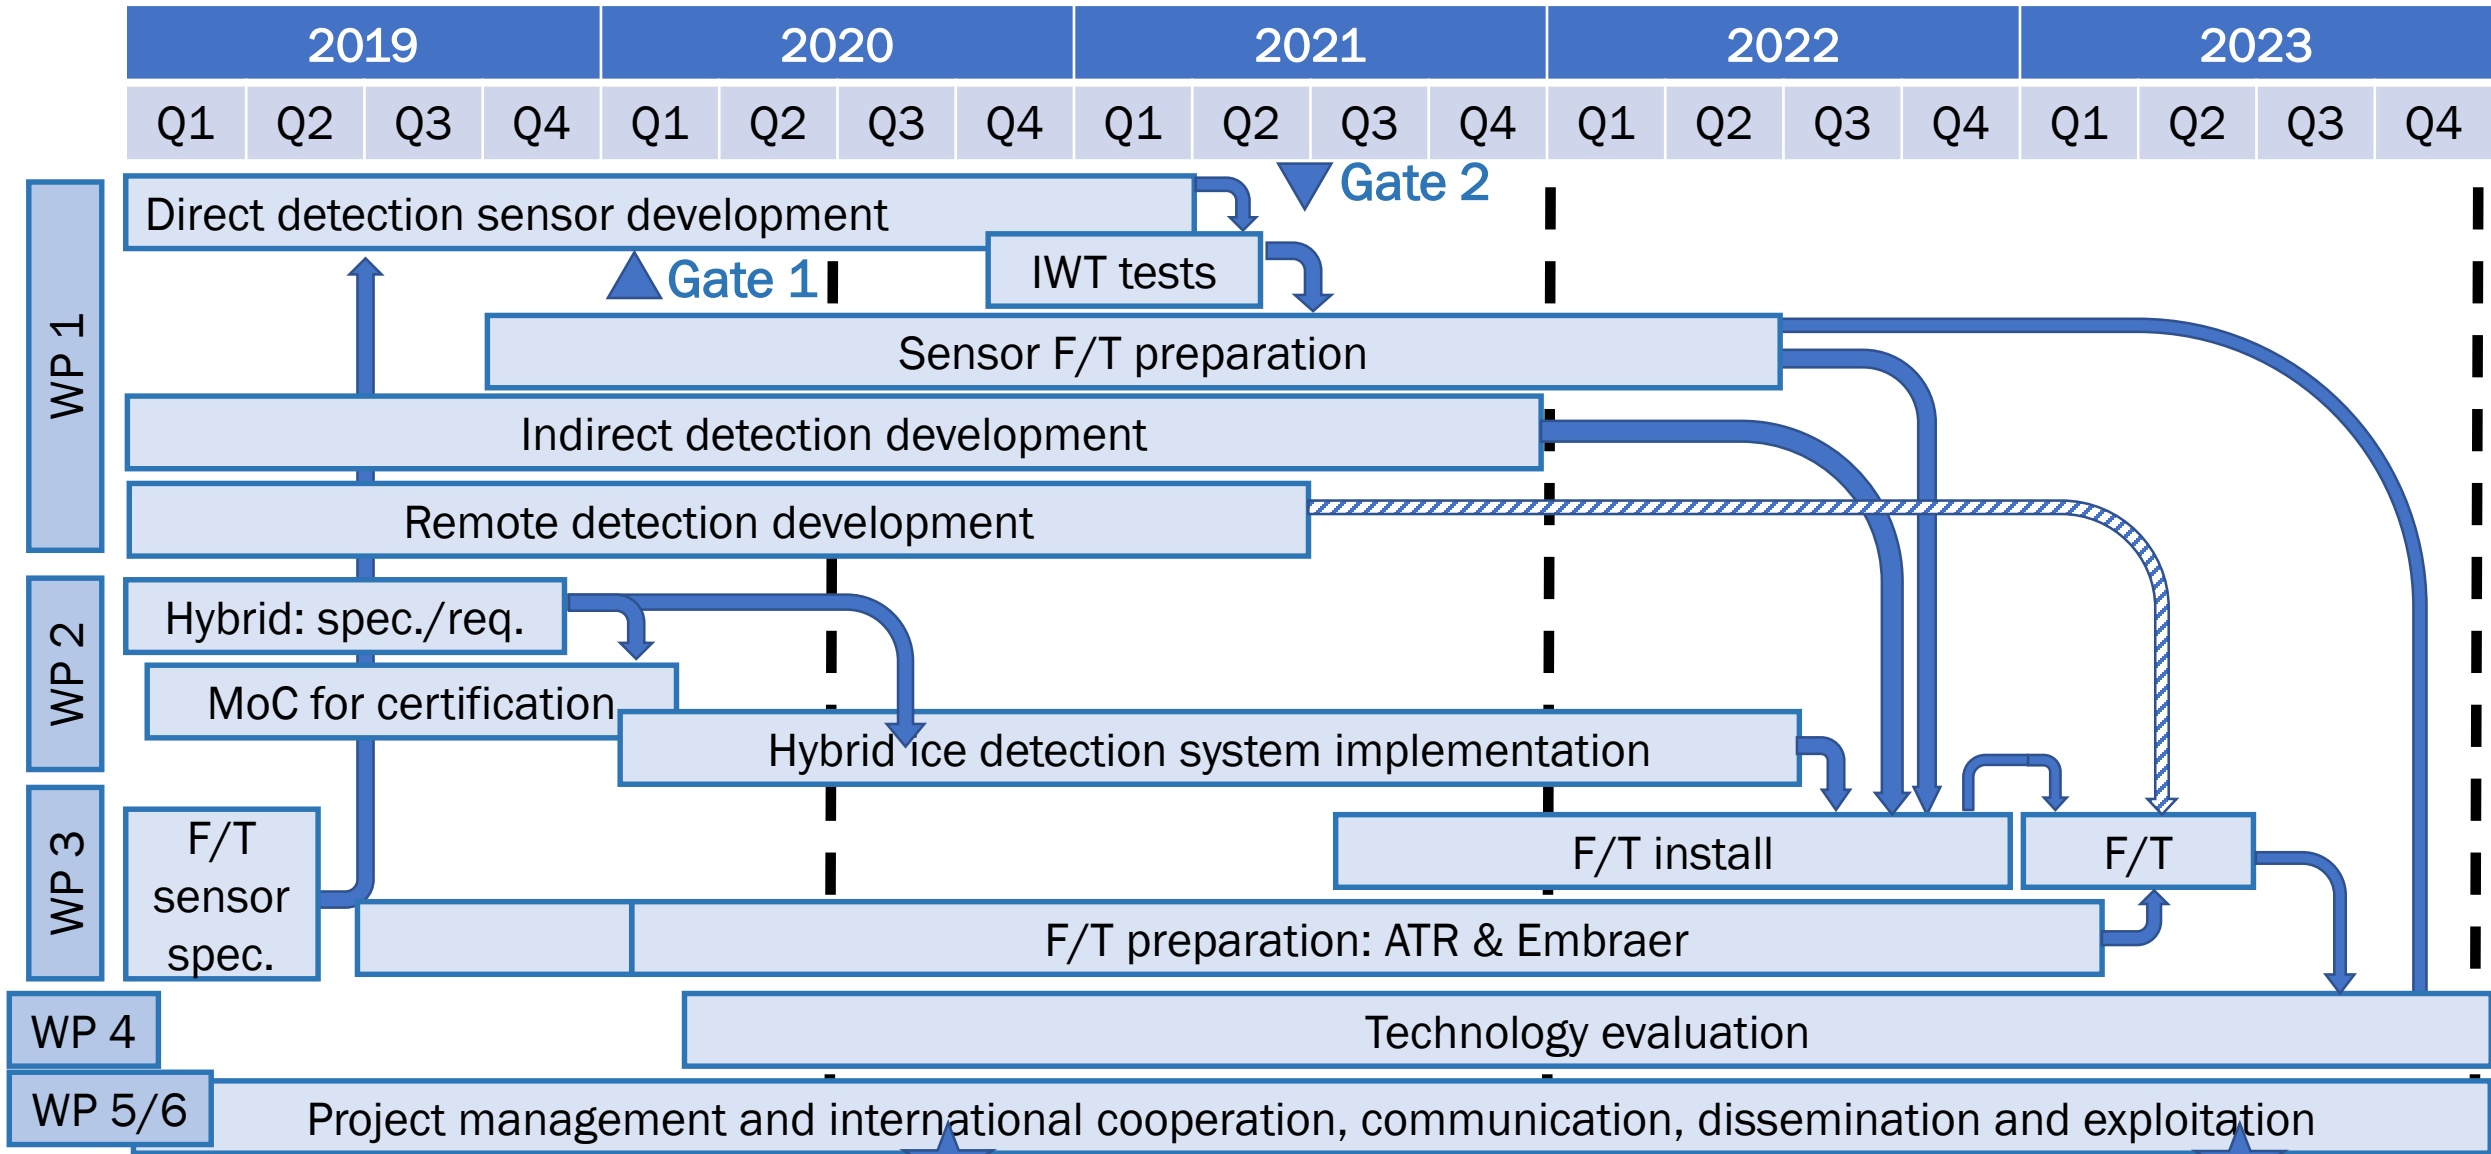 2019 2020 2021 2022 2023
Q1 Q2 Q3 Q4 Q1 Q2 Q3 Q4 Q1 Q2 Q3 Q4 Q1 Q2 Q3 Q4 Q1 Q2 Q3 Q4
WP 1
Direct detection sensor development
Gate 2
IWT tests
Gate 1
Sensor F/T preparation
Indirect detection development
Remote detection development
WP 2
Hybrid: spec./req.
MoC for certification
Hybrid ice detection system implementation
WP 3
F/T
sensor
spec.
F/T install
F/T
F/T preparation: ATR & Embraer
WP 4
Technology evaluation
WP 5/6
Project management and international cooperation, communication, dissemination and exploitation